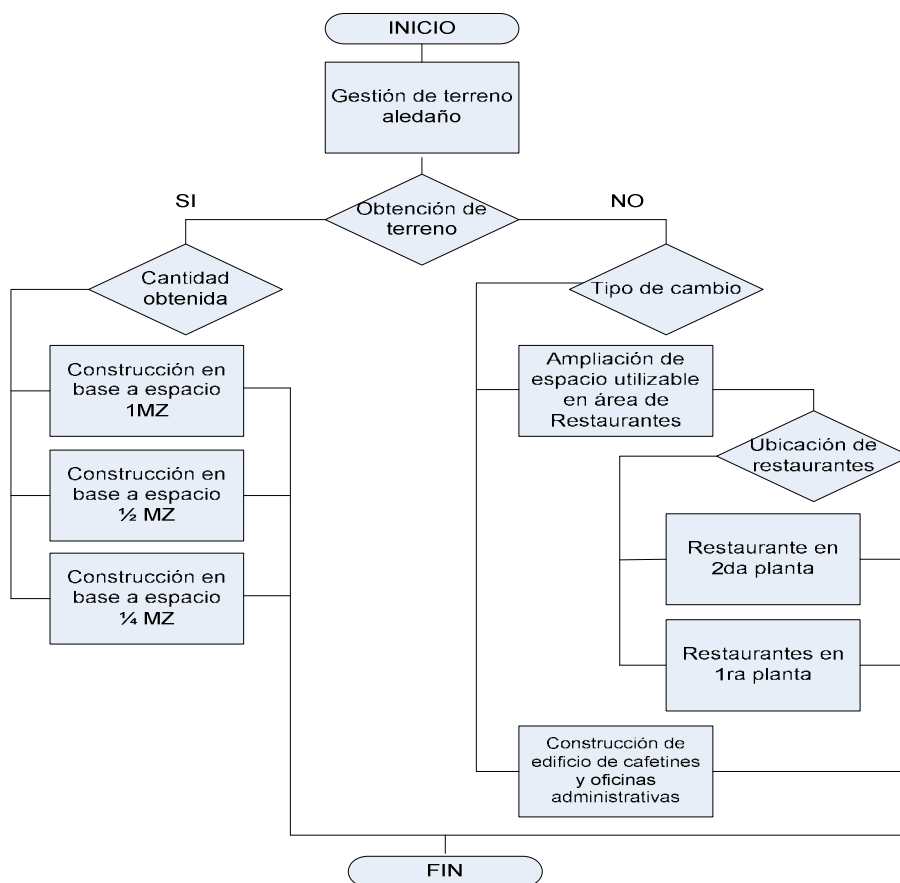 INICIO
Gestión de terreno
aledaño
SI
Obtención de
terreno
NO
Cantidad
obtenida
Tipo de cambio
Construcción en
base a espacio
1MZ
Ampliación de
espacio utilizable
en área de
Restaurantes
Ubicación de
restaurantes
Construcción en
base a espacio
½ MZ
Restaurante en
2da planta
Construcción en
base a espacio
¼ MZ
Restaurantes en
1ra planta
Construcción de
edificio de cafetines
y oficinas
administrativas
FIN